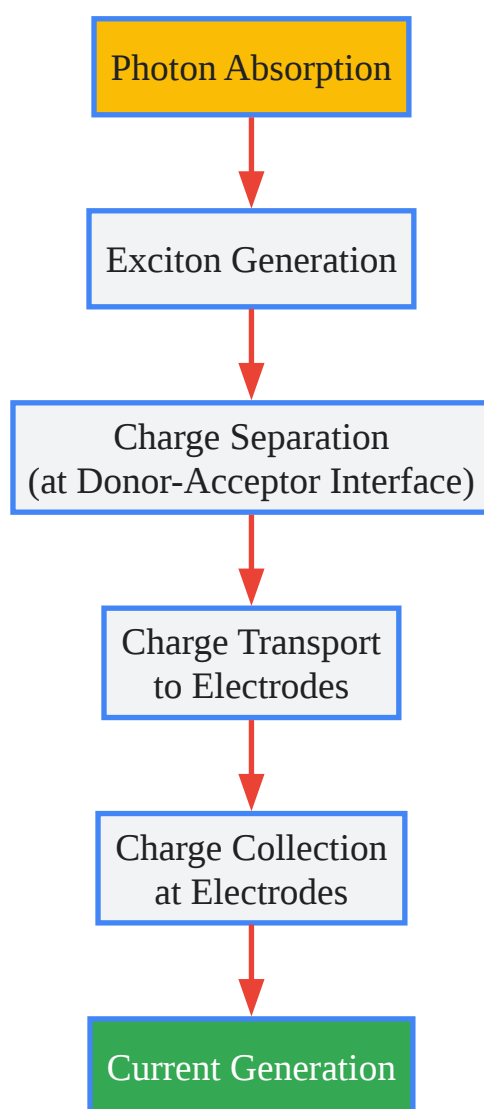 Photon Absorption
Exciton Generation
Charge Separation
(at Donor-Acceptor Interface)
Charge Transport
to Electrodes
Charge Collection
at Electrodes
Current Generation